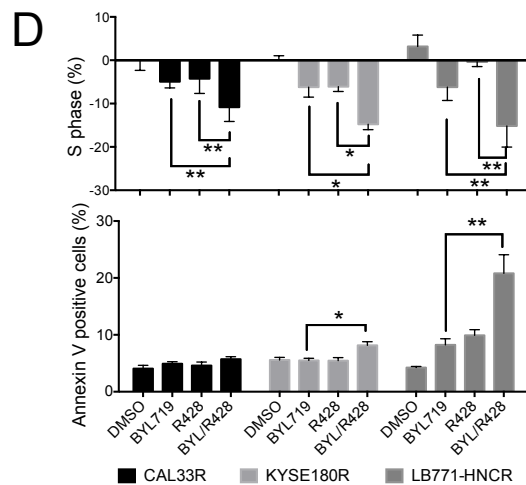 D
S phase (%)
10
0
-10
-20
-30
** * **
** * **
Annexin V positive cells (%)
30
20
10
0
* **
DMSO BYL719 R428 BYL/R428 DMSO BYL719 R428 BYL/R428 DMSO BYL719 R428 BYL/R428
CAL33R KYSE180R LB771-HNCR